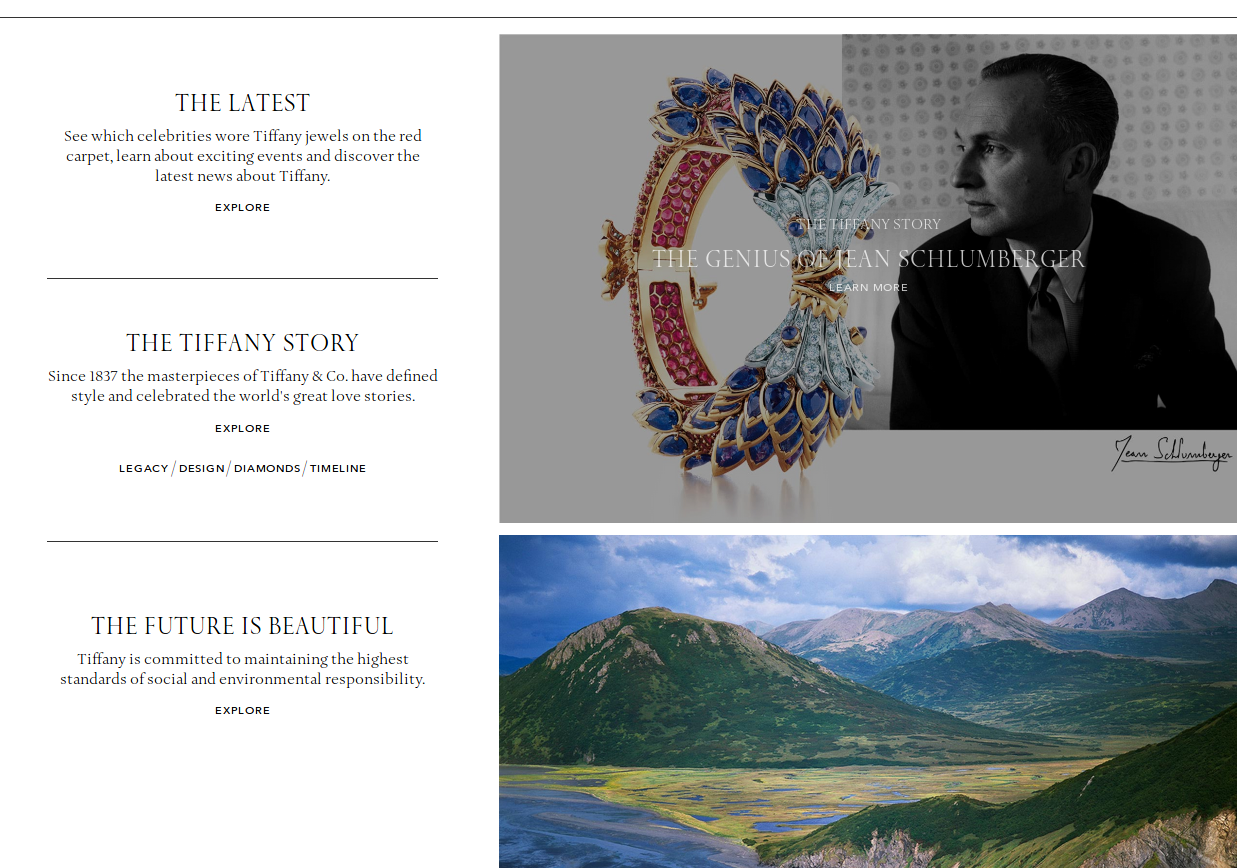 THE LATEST
See which celebrities wore Tiffany jewels on the red
carpet, learn about exciting events and discover the
latest news about Tiffany.
EXPLORE
THE TIFFANY STORY
Since 1837 the masterpieces of Tiffany & Co. have defined
style and celebrated the world's great love stories.
EXPLORE
LEGACY / DESIGN / DIAMONDS / TIMELINE
THE FUTURE IS BEAUTIFUL
Tiffany is committed to maintaining the highest
standards of social and environmental responsibility.
EXPLORE
THE TIFFANY STORY
THE GENIUS OF JEAN SCHLUMBERGER
LEARN MORE
Jean Schlumberger